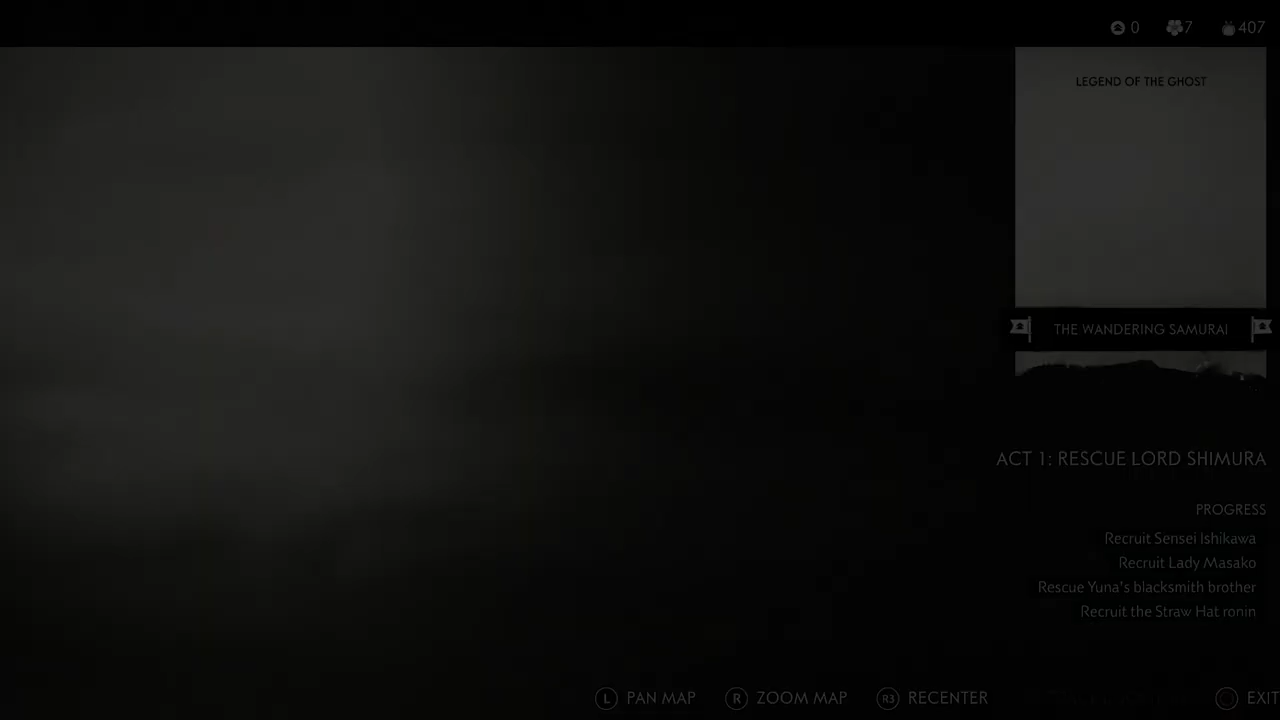 0 7 407
LEGEND OF THE GHOST
THE WANDERING SAMURAI
ACT 1: RESCUE LORD SHIMURA
PROGRESS
Recruit Sensei Ishikawa
Recruit Lady Masako
Rescue Yuna's blacksmith brother
Recruit the Straw Hat ronin
L PAN MAP R ZOOM MAP R3 RECENTER EXIT